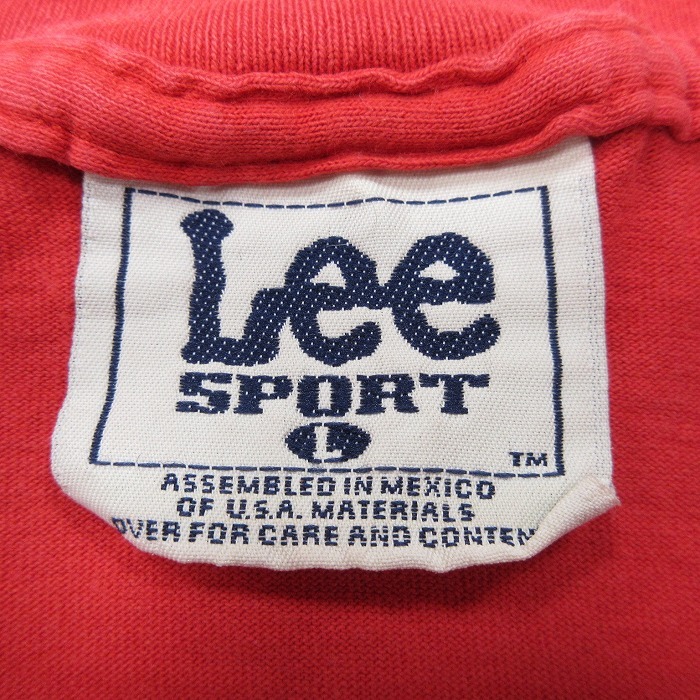 Lee
SPORT
L
TM
ASSEMBLED IN MEXICO
OF U.S.A. MATERIALS
OVER FOR CARE AND CONTEN